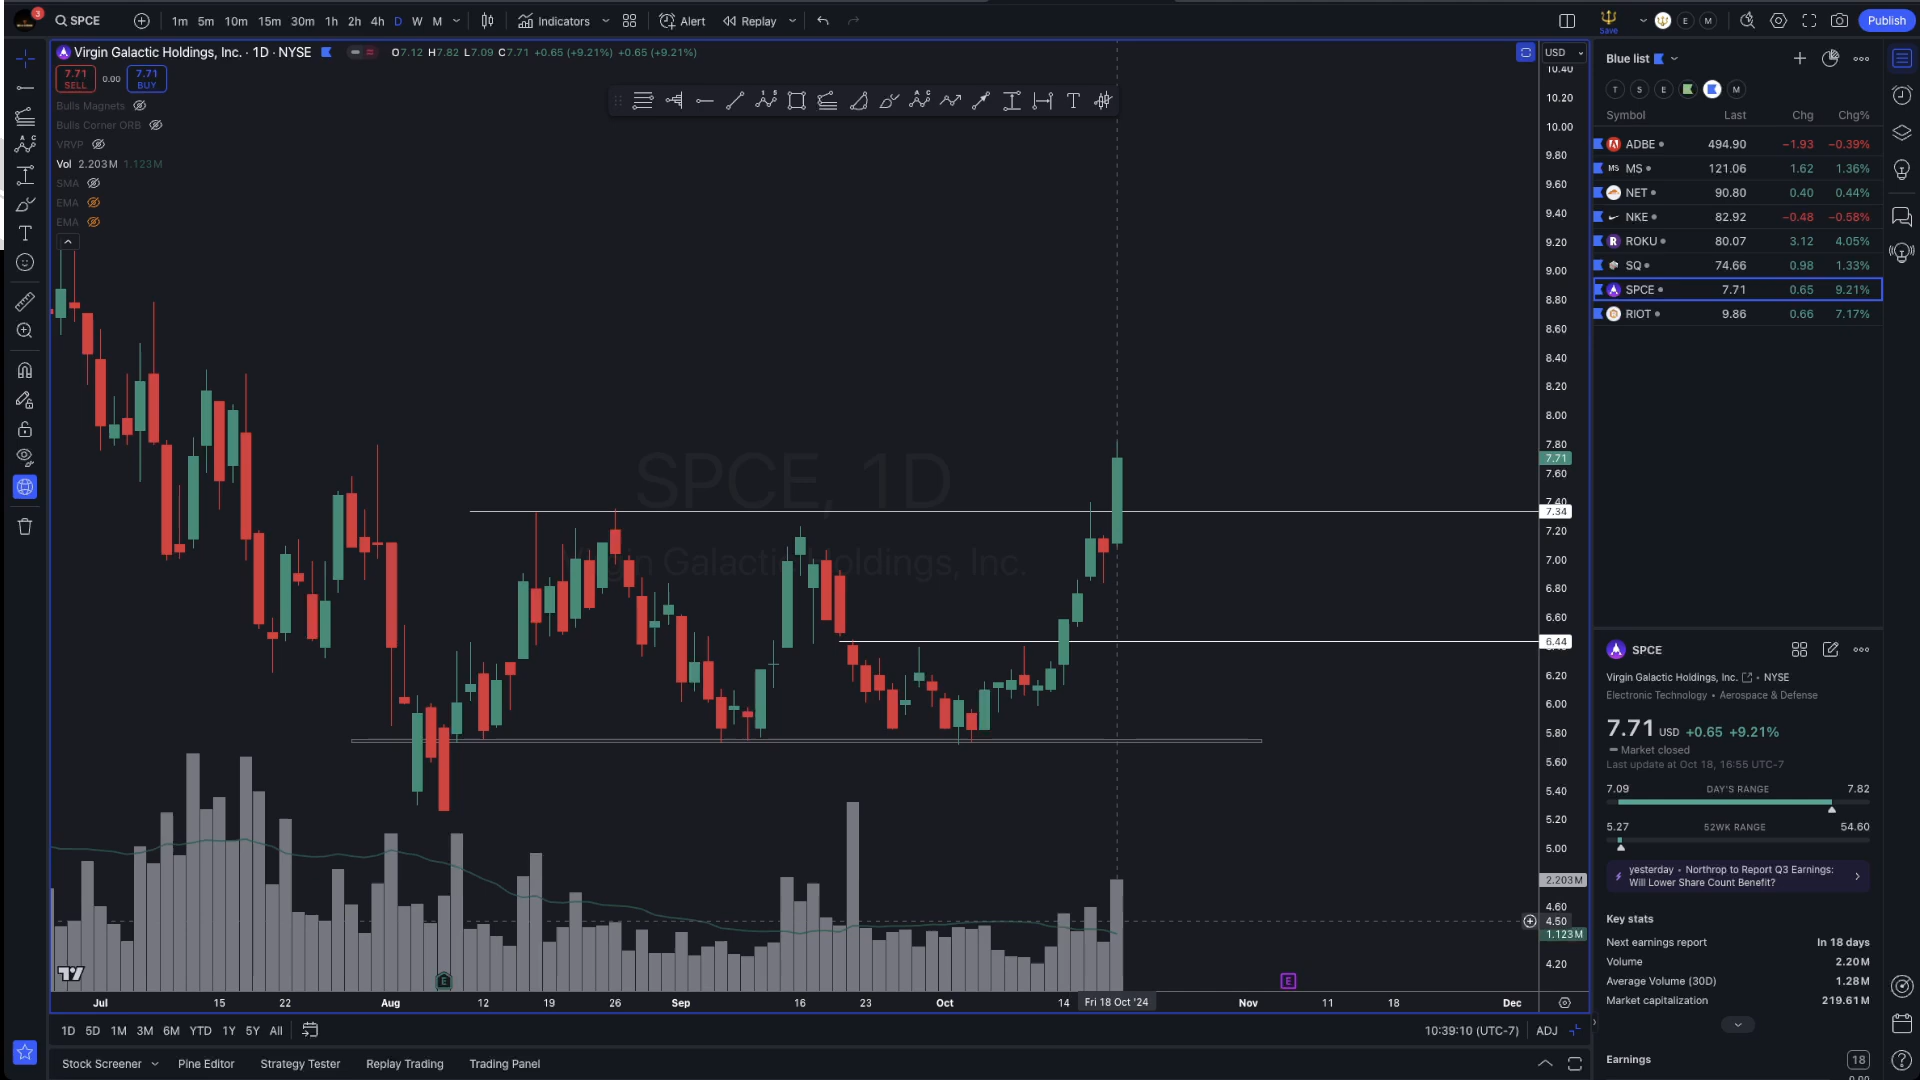 3
SPCE
1m 5m 10m 15m 30m 1h 2h 4h D W M
Indicators
Alert
Replay
Save
E
M
Publish
Virgin Galactic Holdings, Inc. · 1D · NYSE
O7.12 H7.82 L7.09 C7.71 +0.65 (+9.21%) +0.65 (+9.21%)
7.71
SELL
0.00
7.71
BUY
Bulls Magnets
Bulls Corner ORB
VRVP
Vol 2.203M 1.123M
SMA
EMA
EMA
SPCE, 1D
USD
10.40
10.20
10.00
9.80
9.60
9.40
9.20
9.00
8.80
8.60
8.40
8.20
8.00
7.80
7.71
7.60
7.40
7.34
7.20
7.00
6.80
6.60
6.44
6.20
6.00
5.80
5.60
5.40
5.20
5.00
2.203M
4.60
4.50
1.123M
4.20
E
E
Jul 15 22 Aug 12 19 26 Sep 16 23 Oct 14 Fri 18 Oct '24 Nov 11 18 Dec
1D 5D 1M 3M 6M YTD 1Y 5Y All
10:39:10 (UTC-7) ADJ
Stock Screener Pine Editor Strategy Tester Replay Trading Trading Panel
Blue list
T S E M
Symbol Last Chg Chg%
ADBE 494.90 −1.93 −0.39%
MS MS 121.06 1.62 1.36%
NET 90.80 0.40 0.44%
NKE 82.92 −0.48 −0.58%
R ROKU 80.07 3.12 4.05%
SQ 74.66 0.98 1.33%
SPCE 7.71 0.65 9.21%
RIOT 9.86 0.66 7.17%
SPCE
Virgin Galactic Holdings, Inc. • NYSE
Electronic Technology • Aerospace & Defense
7.71 USD +0.65 +9.21%
Market closed
Last update at Oct 18, 16:55 UTC-7
7.09 DAY'S RANGE 7.82
5.27 52WK RANGE 54.60
yesterday • Northrop to Report Q3 Earnings:
Will Lower Share Count Benefit?
Key stats
Next earnings report In 18 days
Volume 2.20M
Average Volume (30D) 1.28M
Market capitalization 219.61M
Earnings
18